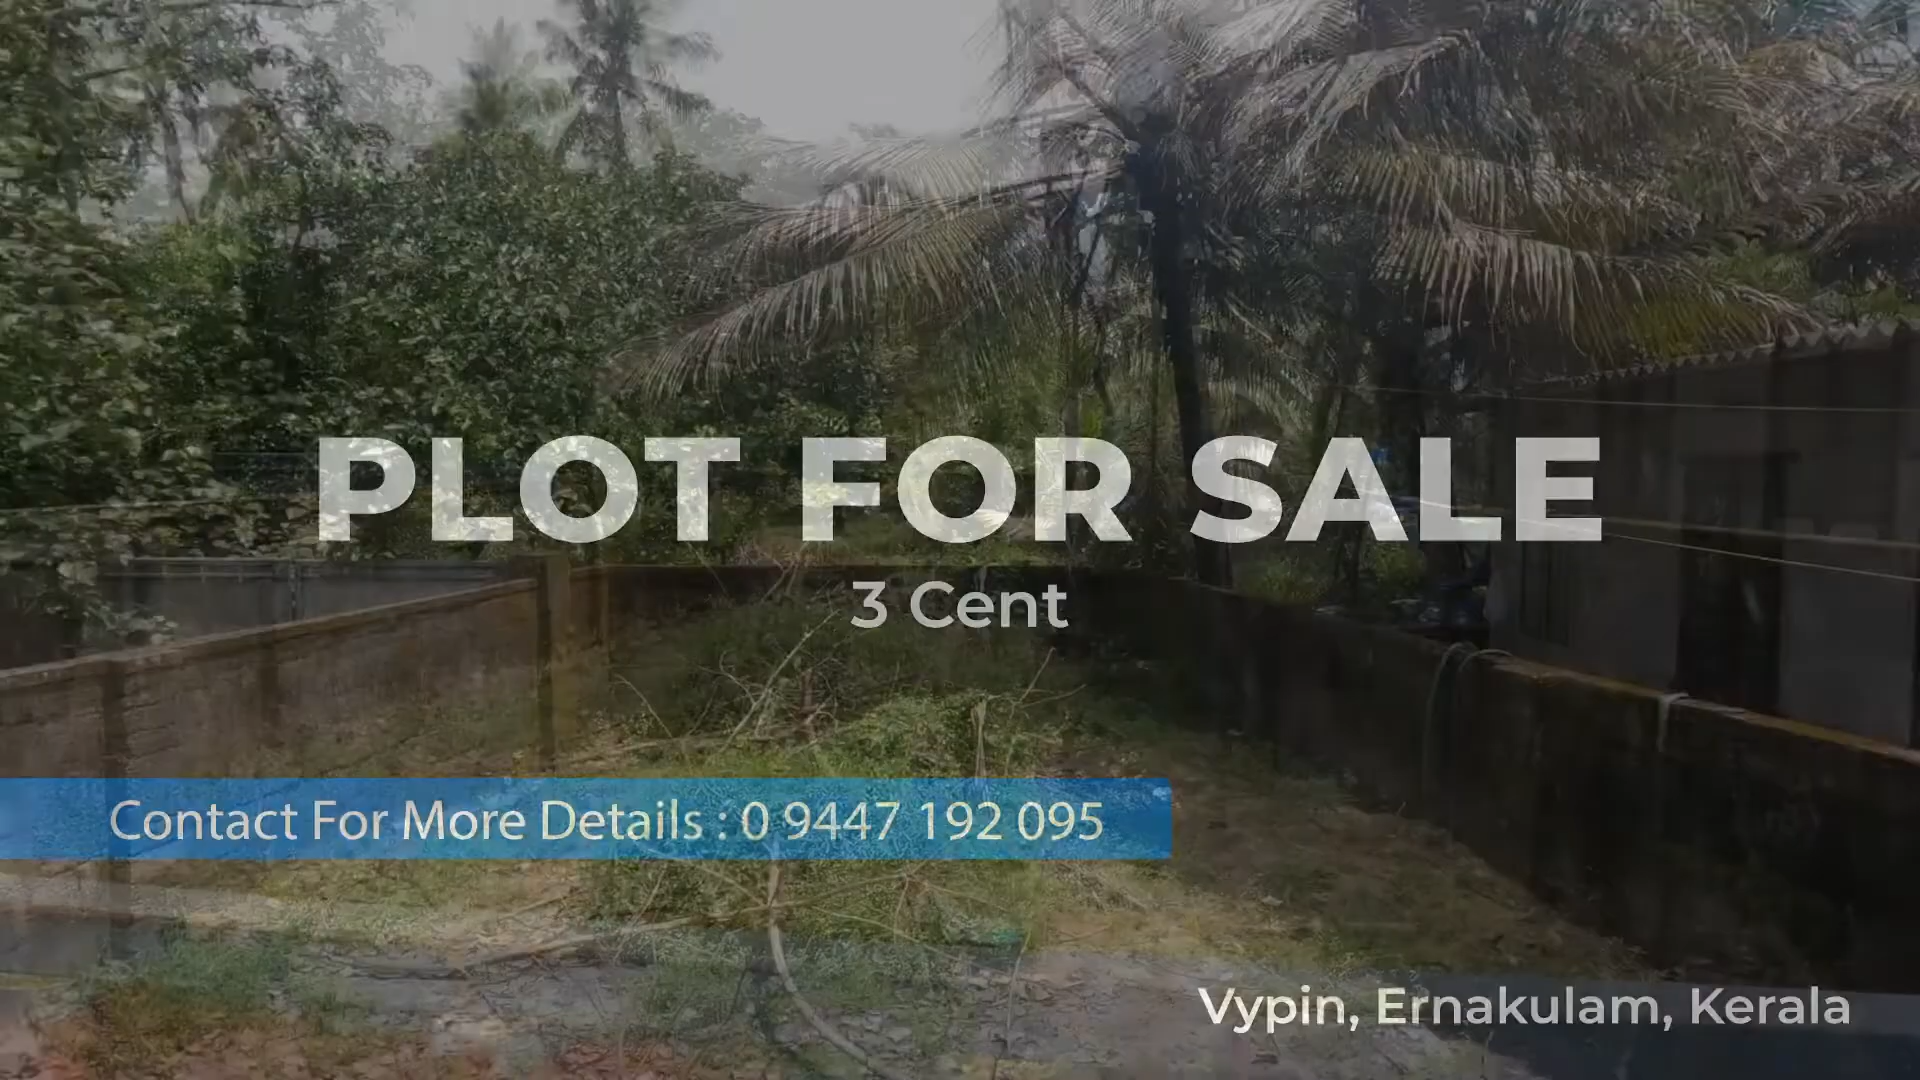 PLOT FOR SALE
3 Cent
Contact For More Details : 0 9447 192 095
Vypin, Ernakulam, Kerala